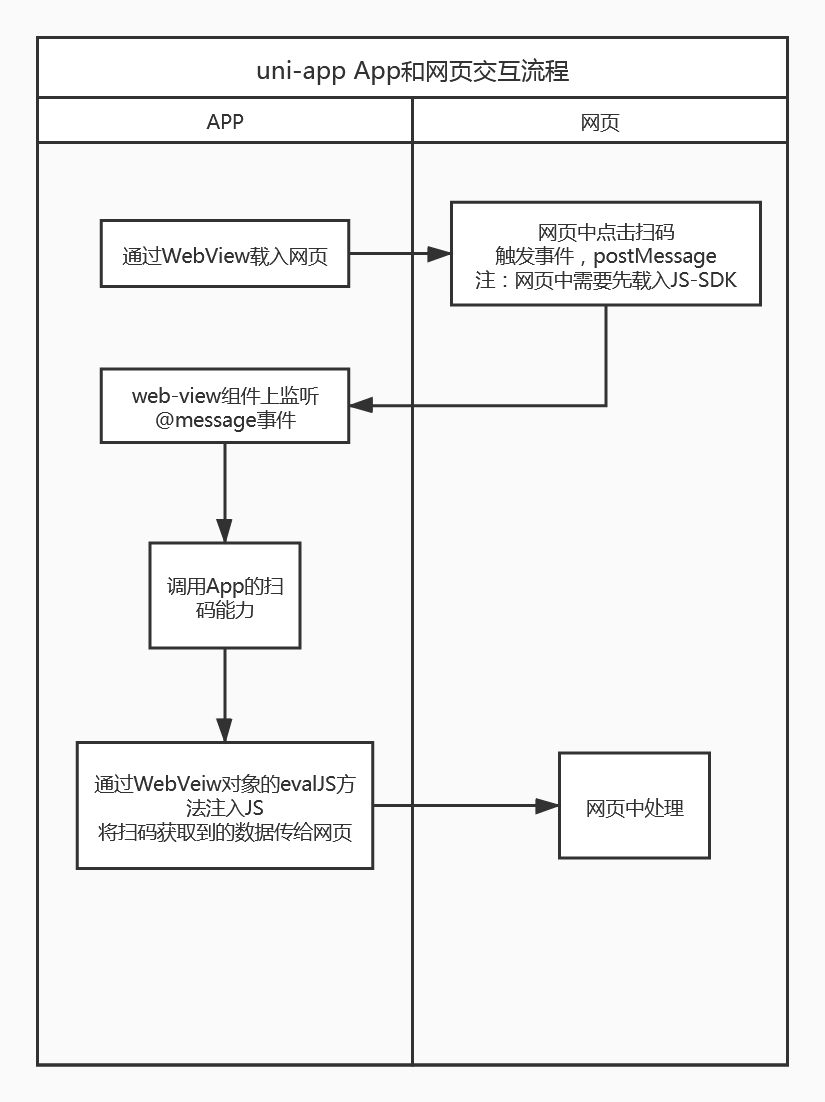 uni-app App和网页交互流程
APP
网页
通过WebView载入网页
网页中点击扫码
触发事件，postMessage
注：网页中需要先载入JS-SDK
web-view组件上监听
@message事件
调用App的扫
码能力
通过WebVeiw对象的evalJS方
法注入JS
将扫码获取到的数据传给网页
网页中处理